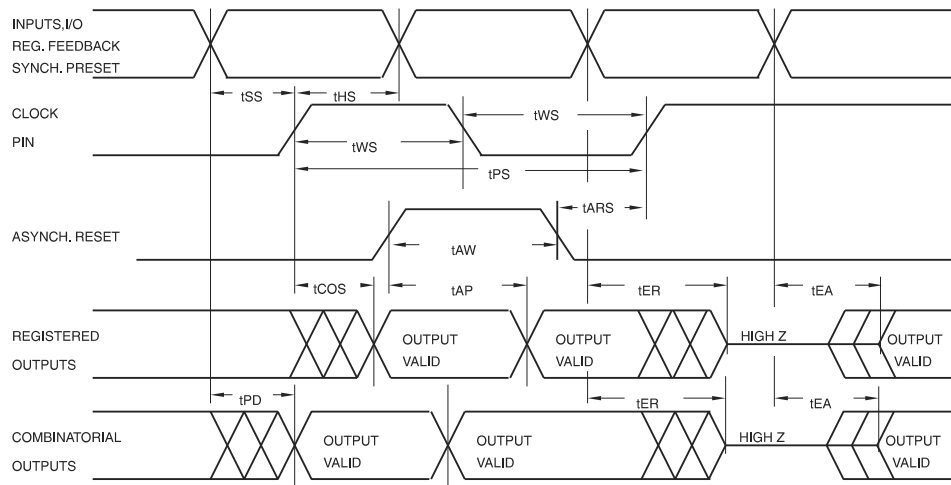 INPUTS,I/O
REG. FEEDBACK
SYNCH. PRESET
tSS
tHS
CLOCK
PIN
tWS
tWS
tPS
tARS
ASYNCH. RESET
tAW
tCOS
tAP
tER
tEA
REGISTERED
OUTPUTS
OUTPUT
VALID
OUTPUT
VALID
HIGH Z
OUTPUT
VALID
tPD
tER
tEA
COMBINATORIAL
OUTPUTS
OUTPUT
VALID
OUTPUT
VALID
HIGH Z
OUTPUT
VALID